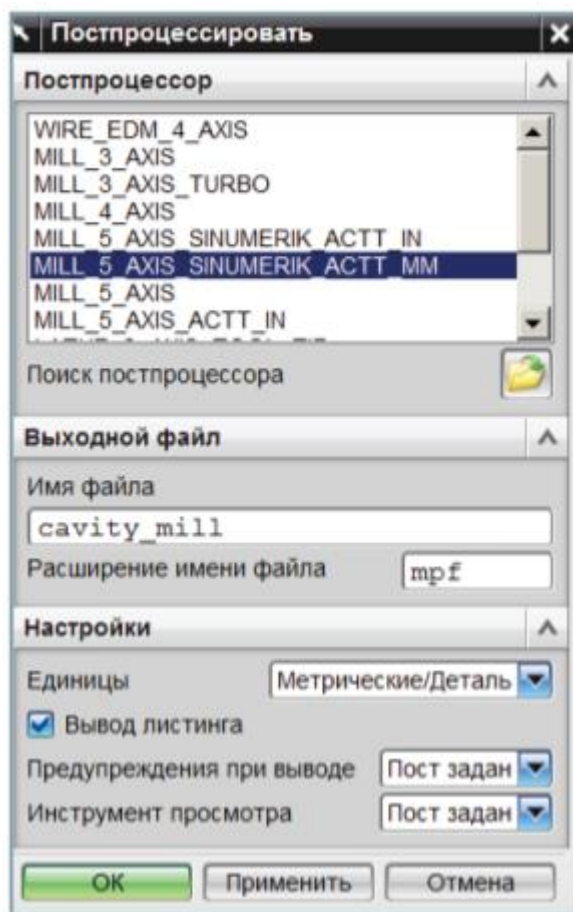 Постпроцессировать
Постпроцессор
WIRE_EDM_4_AXIS
MILL_3_AXIS
MILL_3_AXIS_TURBO
MILL_4_AXIS
MILL_5_AXIS_SINUMERIK_ACTT_IN
MILL_5_AXIS_SINUMERIK_ACTT_MM
MILL_5_AXIS
MILL_5_AXIS_ACTT_IN
Поиск постпроцессора
Выходной файл
Имя файла
cavity_mill
Расширение имени файла mpf
Настройки
Единицы Метрические/Деталь
Вывод листинга
Предупреждения при выводе Пост задан
Инструмент просмотра Пост задан
ОК Применить Отмена